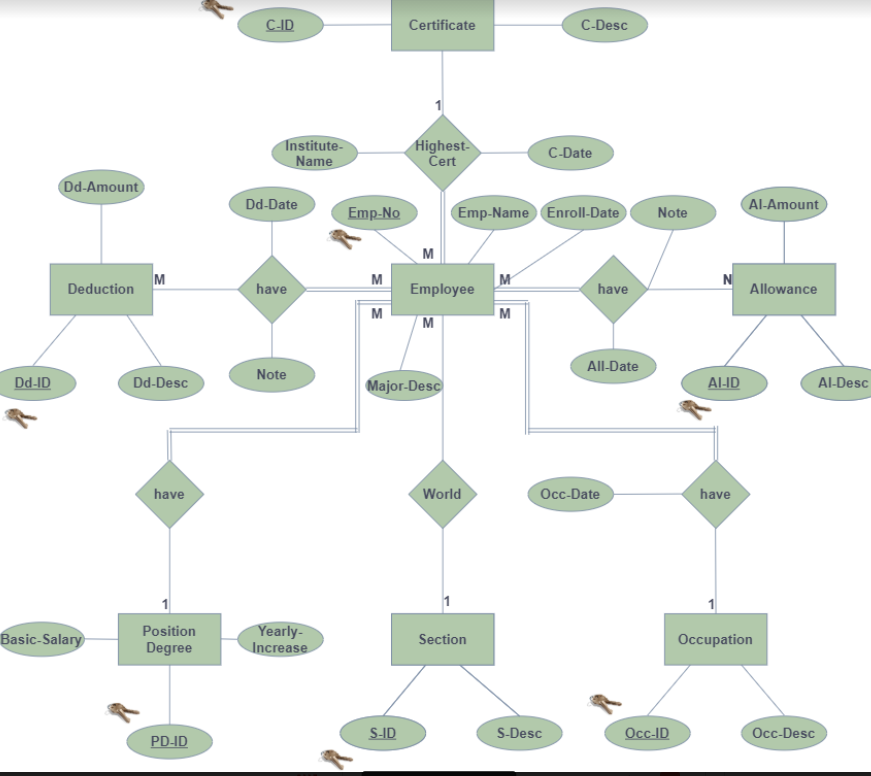 C-ID
Certificate
C-Desc
1
Institute-
Name
Highest-
Cert
C-Date
Dd-Amount
Dd-Date
Emp-No
Emp-Name
Enroll-Date
Note
Al-Amount
M
M
M
M
N
Deduction
have
Employee
have
Allowance
M
M
M
Dd-ID
Dd-Desc
Note
Major-Desc
All-Date
Al-ID
Al-Desc
have
World
Occ-Date
have
1
1
1
Basic-Salary
Position
Degree
Yearly-
Increase
Section
Occupation
PD-ID
S-ID
S-Desc
Occ-ID
Occ-Desc